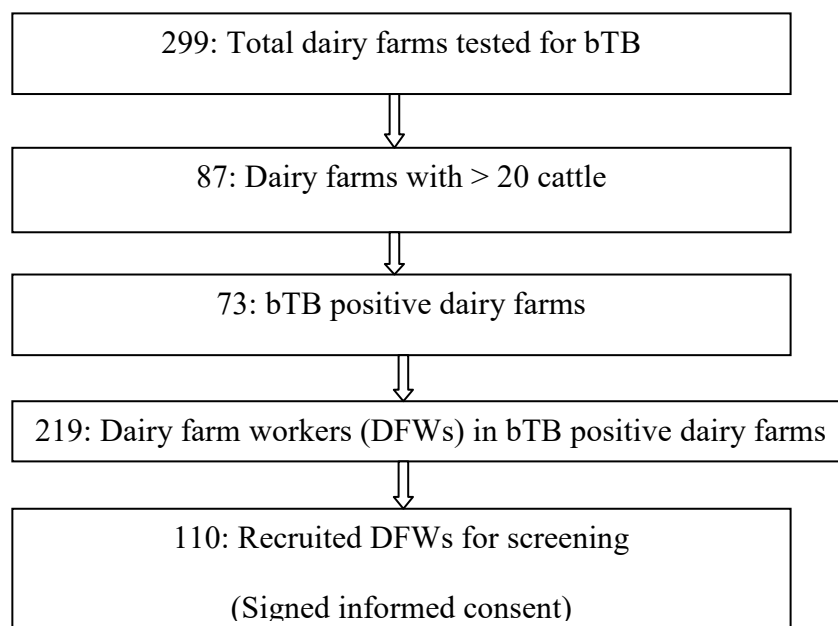 299: Total dairy farms tested for bTB
87: Dairy farms with > 20 cattle
73: bTB positive dairy farms
219: Dairy farm workers (DFWs) in bTB positive dairy farms
110: Recruited DFWs for screening
(Signed informed consent)